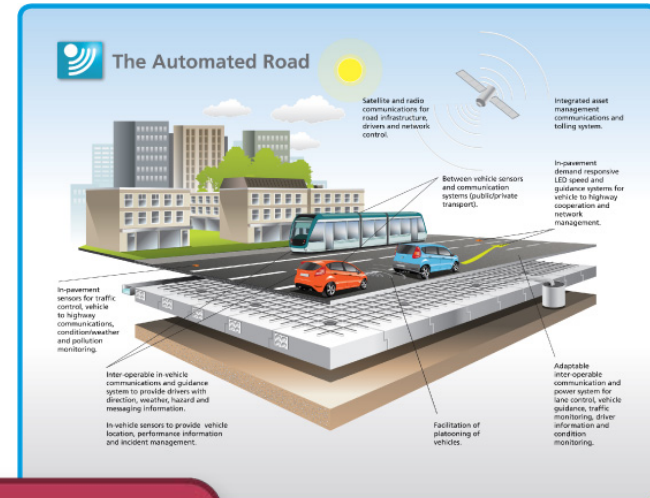 The Automated Road
Satellite and radio
communications for
road infrastructure,
drivers and network
control.
Integrated asset
management
communications and
tolling system.
Between vehicle sensors
and communication
systems (public/private
transport).
In-pavement
demand responsive
LED speed and
guidance systems for
vehicle to highway
cooperation and
network
management.
In-pavement
sensors for traffic
control, vehicle
to highway
communications,
condition/weather
and pollution
monitoring.
Inter-operable in-vehicle
communications and guidance
system to provide drivers with
direction, weather, hazard and
messaging information.
In-vehicle sensors to provide vehicle
location, performance information
and incident management.
Facilitation of
platooning of
vehicles.
Adaptable
inter-operable
communication and
power system for
lane control, vehicle
guidance, traffic
monitoring, driver
information and
condition
monitoring.